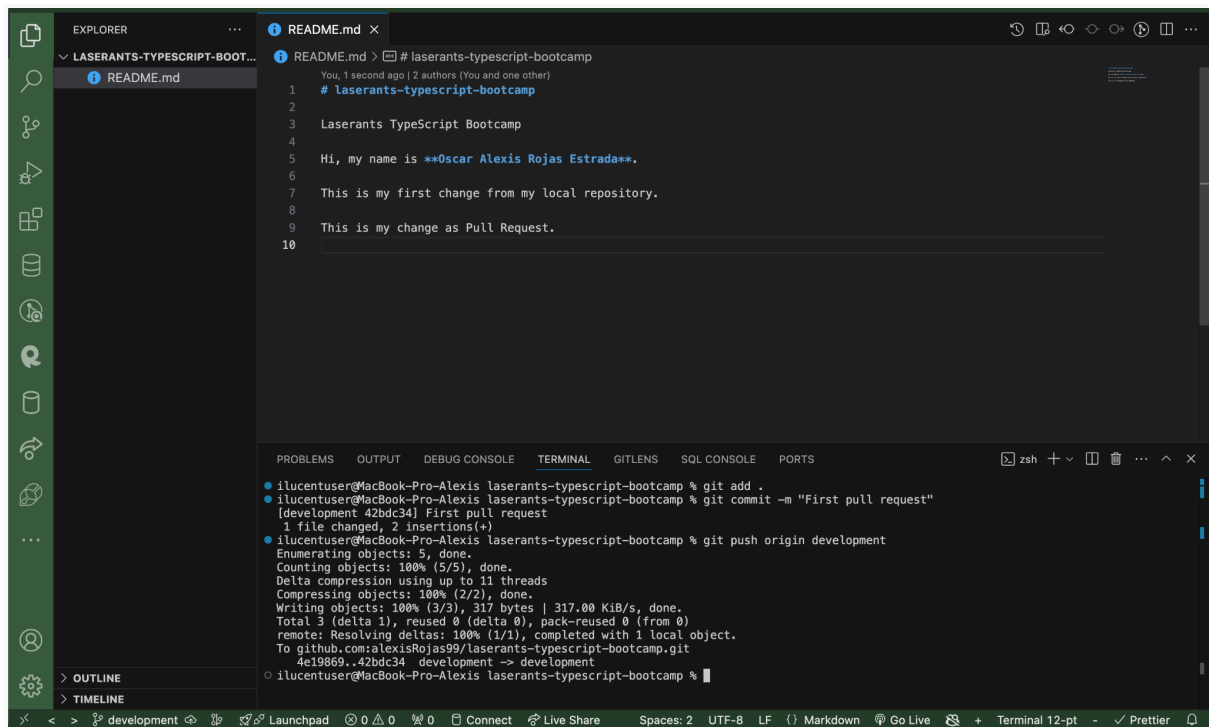 EXPLORER
README.md
LASERANTS-TYPESCRIPT-BOOT...
README.md
README.md > # laserants-typescript-bootcamp
You, 1 second ago | 2 authors (You and one other)
1 # laserants-typescript-bootcamp
2
3 Laserants TypeScript Bootcamp
4
5 Hi, my name is **Oscar Alexis Rojas Estrada**.
6
7 This is my first change from my local repository.
8
9 This is my change as Pull Request.
10
PROBLEMS OUTPUT DEBUG CONSOLE TERMINAL GITLENS SQL CONSOLE PORTS
zsh
ilucentuser@MacBook-Pro-Alexis laserants-typescript-bootcamp % git add .
ilucentuser@MacBook-Pro-Alexis laserants-typescript-bootcamp % git commit -m "First pull request"
[development 42bdc34] First pull request
1 file changed, 2 insertions(+)
ilucentuser@MacBook-Pro-Alexis laserants-typescript-bootcamp % git push origin development
Enumerating objects: 5, done.
Counting objects: 100% (5/5), done.
Delta compression using up to 11 threads
Compressing objects: 100% (2/2), done.
Writing objects: 100% (3/3), 317 bytes | 317.00 KiB/s, done.
Total 3 (delta 1), reused 0 (delta 0), pack-reused 0 (from 0)
remote: Resolving deltas: 100% (1/1), completed with 1 local object.
To github.com:alexisRojas99/laserants-typescript-bootcamp.git
4e19869..42bdc34 development -> development
ilucentuser@MacBook-Pro-Alexis laserants-typescript-bootcamp %
OUTLINE
TIMELINE
development Launchpad 0 0 0 Connect Live Share Spaces: 2 UTF-8 LF {} Markdown Go Live + Terminal 12-pt - Prettier